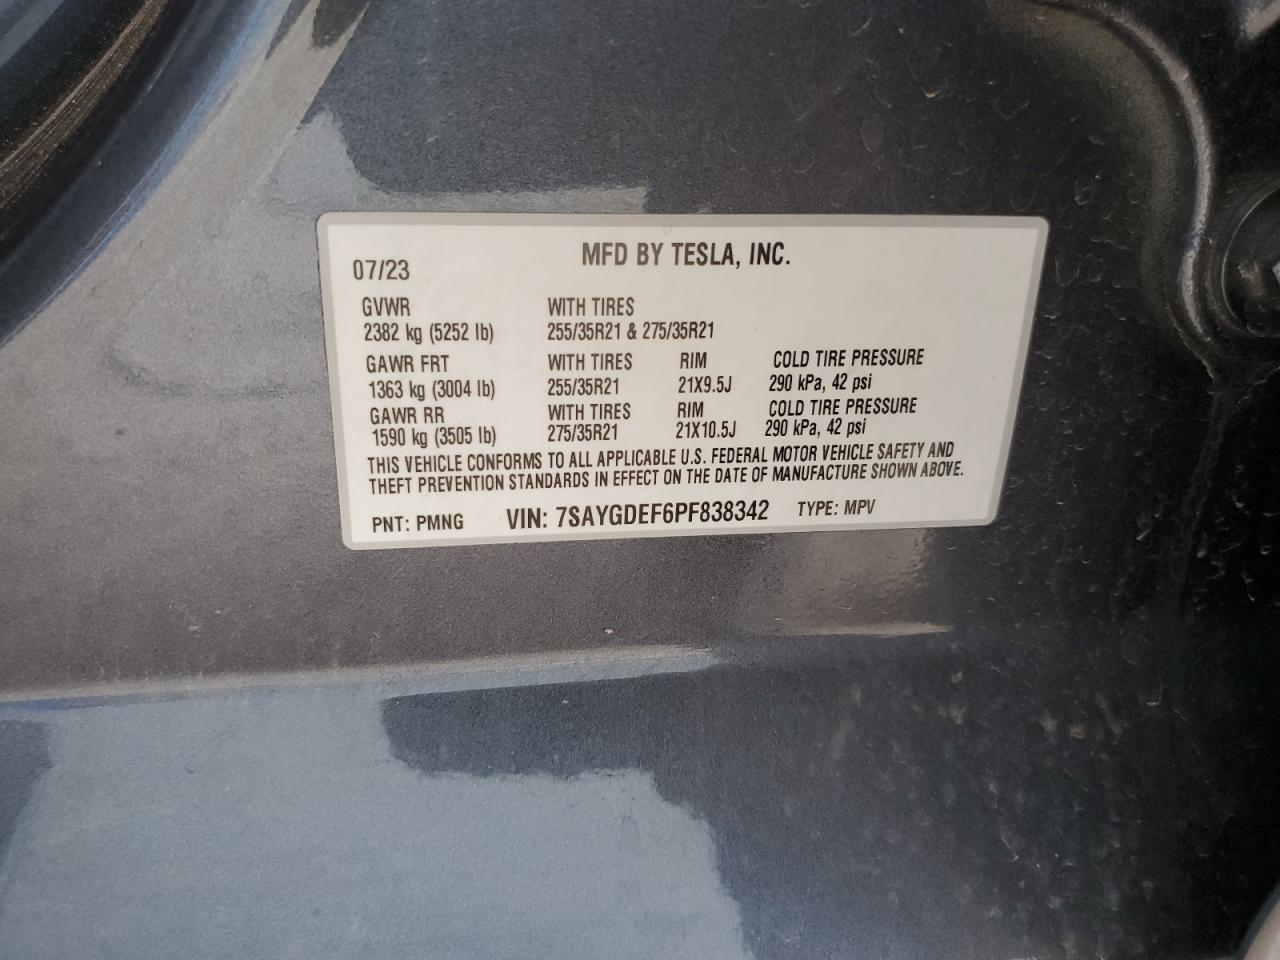 MFD BY TESLA, INC.
07/23
GVWR WITH TIRES
2382 kg (5252 lb) 255/35R21 & 275/35R21
GAWR FRT WITH TIRES RIM COLD TIRE PRESSURE
1363 kg (3004 lb) 255/35R21 21X9.5J 290 kPa, 42 psi
GAWR RR WITH TIRES RIM COLD TIRE PRESSURE
1590 kg (3505 lb) 275/35R21 21X10.5J 290 kPa, 42 psi
THIS VEHICLE CONFORMS TO ALL APPLICABLE U.S. FEDERAL MOTOR VEHICLE SAFETY AND
THEFT PREVENTION STANDARDS IN EFFECT ON THE DATE OF MANUFACTURE SHOWN ABOVE.
PNT: PMNG VIN: 7SAYGDEF6PF838342 TYPE: MPV